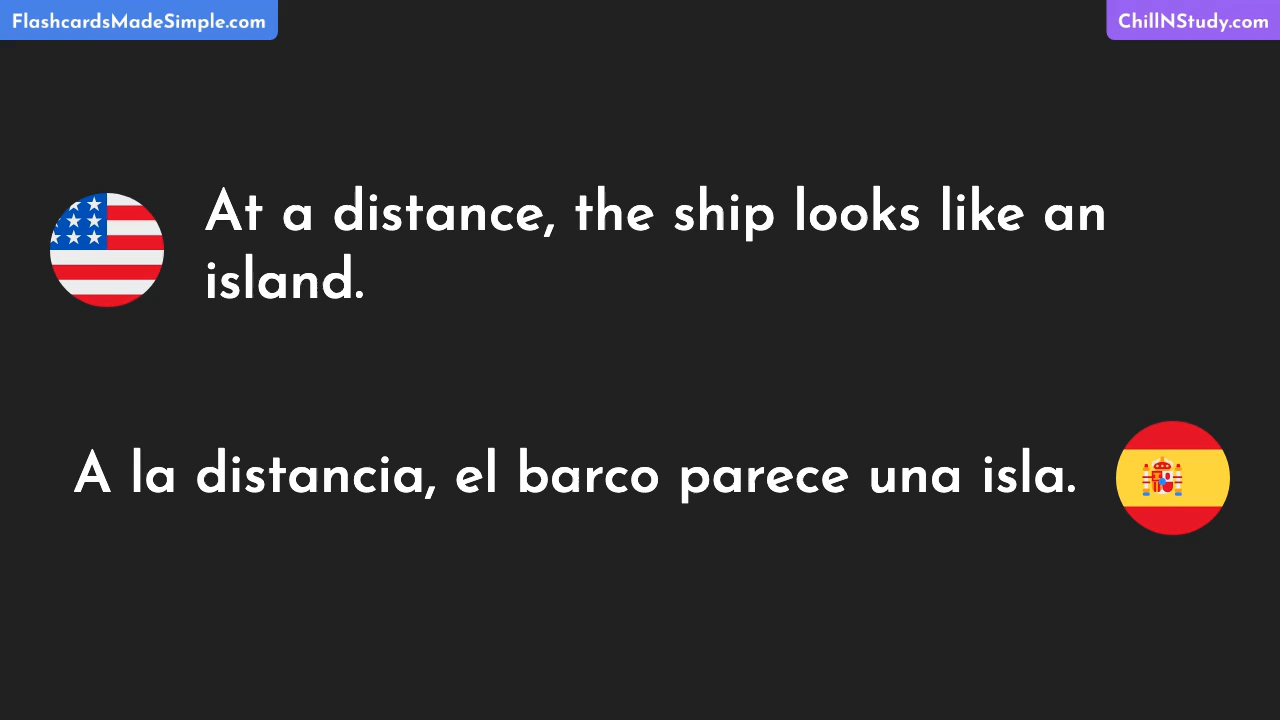 FlashcardsMadeSimple.com
ChillNStudy.com
At a distance, the ship looks like an
island.
A la distancia, el barco parece una isla.